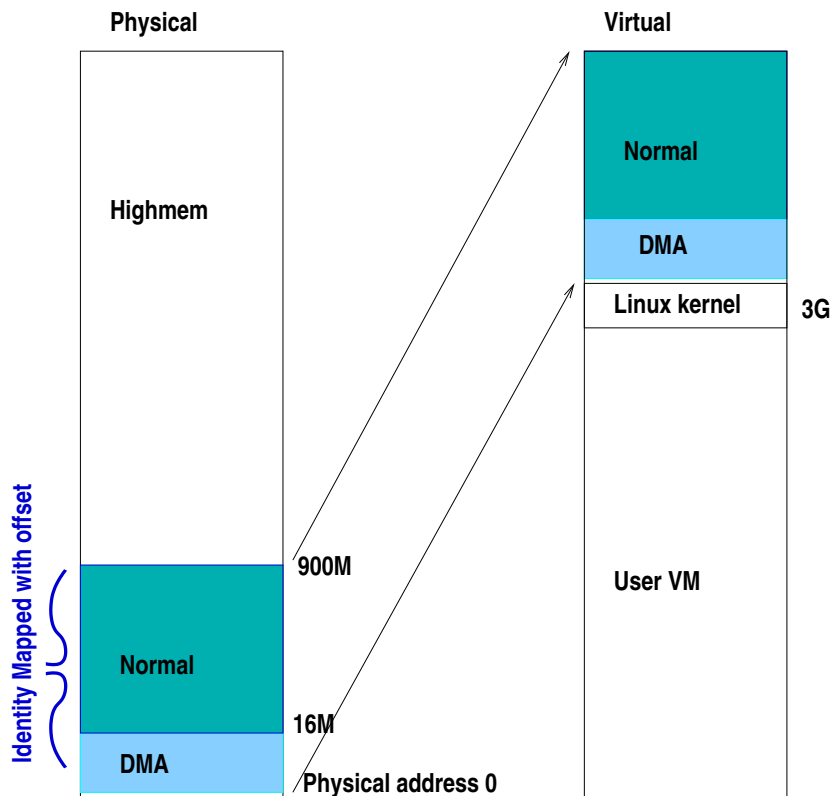 Physical
Virtual
Highmem
Normal
DMA
Linux kernel
3G
900M
User VM
Normal
16M
DMA
Physical address 0
Identity Mapped with offset